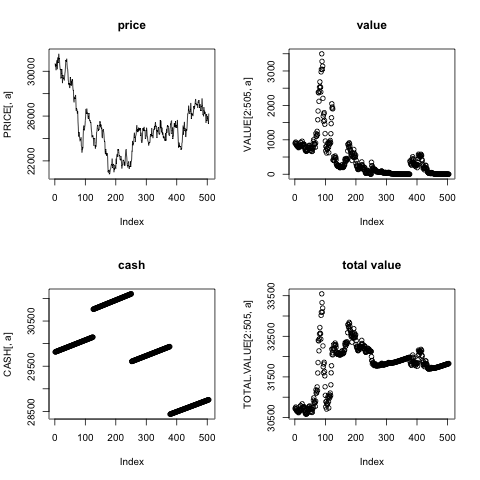 price
PRICE[, a]
22000 26000 30000
0 100 200 300 400 500
Index
value
VALUE[2:505, a]
0 1000 2000 3000
0 100 200 300 400 500
Index
cash
CASH[, a]
28500 29500 30500
0 100 200 300 400 500
Index
total value
TOTAL.VALUE[2:505, a]
30500 31500 32500 33500
0 100 200 300 400 500
Index